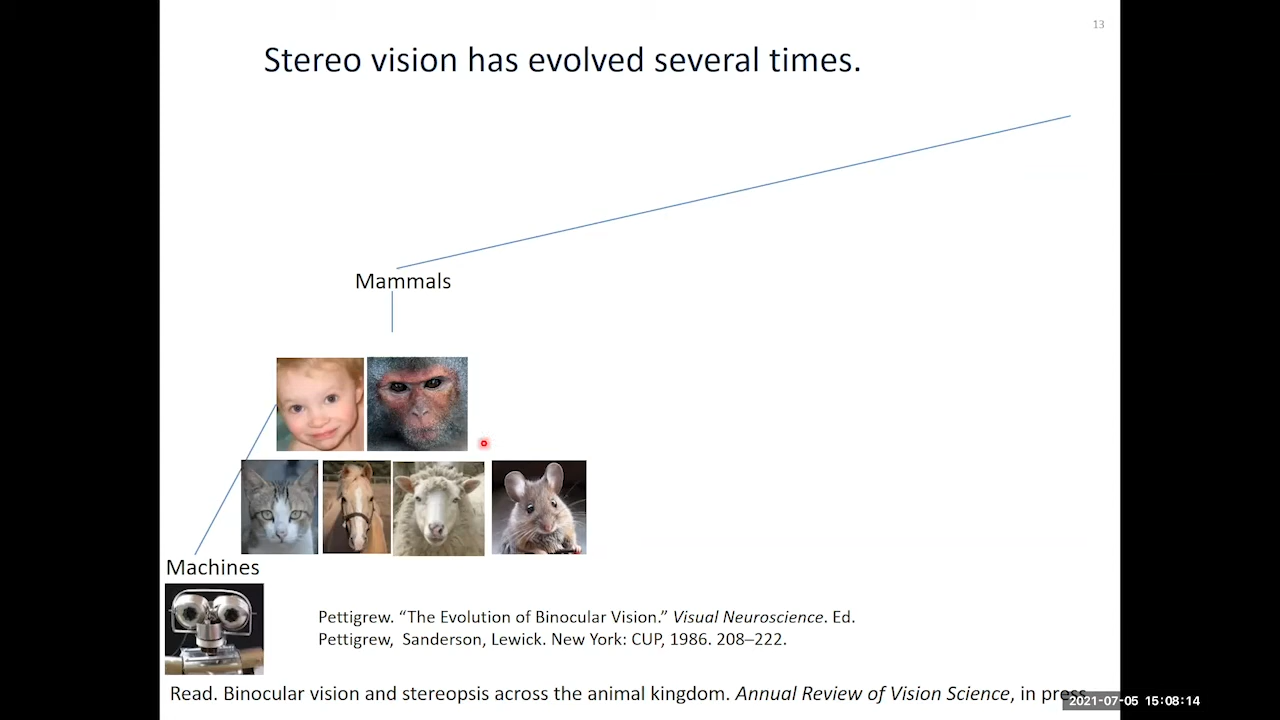 13
Stereo vision has evolved several times.
Mammals
Machines
Pettigrew. “The Evolution of Binocular Vision.” Visual Neuroscience. Ed.
Pettigrew, Sanderson, Lewick. New York: CUP, 1986. 208–222.
Read. Binocular vision and stereopsis across the animal kingdom. Annual Review of Vision Science, in press.
2021-07-05 15:08:14